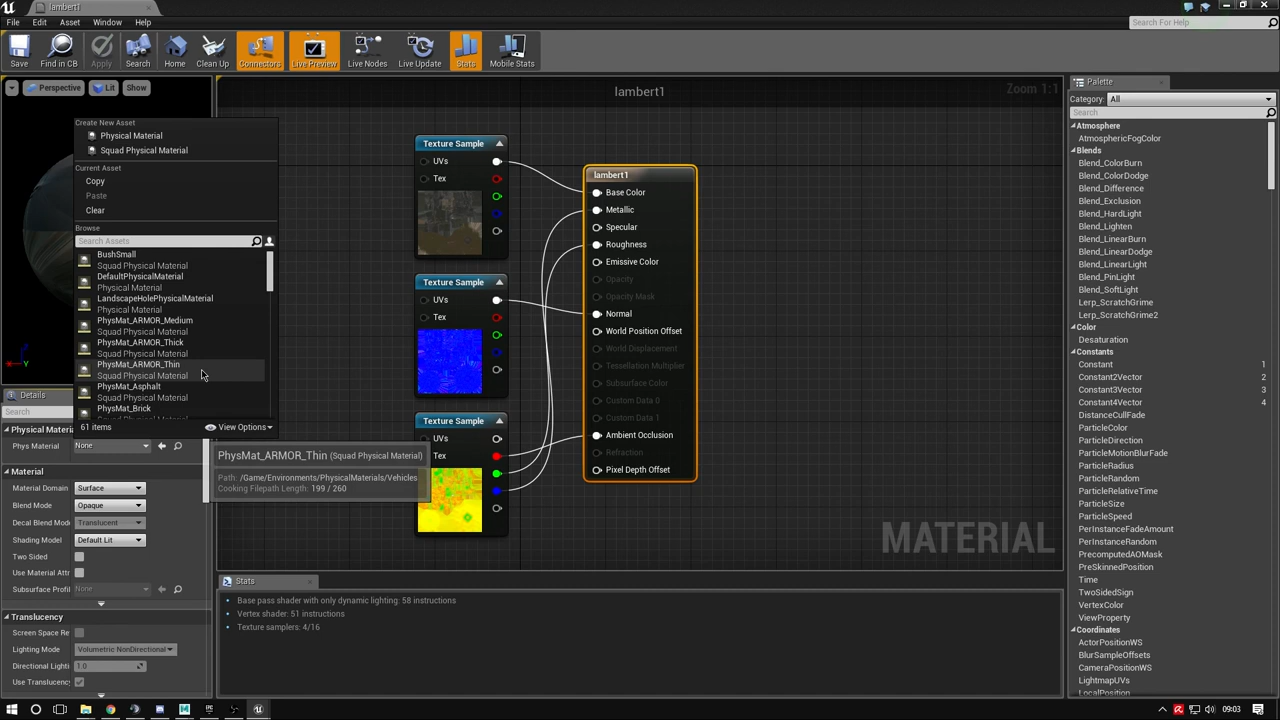 lambert1
File Edit Asset Window Help
Search For Help
Save Find in CB Apply Search Home Clean Up Connectors Live Preview Live Nodes Live Update Stats Mobile Stats
Perspective Lit Show
lambert1
Zoom 1:1
Create New Asset
Physical Material
Squad Physical Material
Current Asset
Copy
Paste
Clear
Browse
Search Assets
BushSmall
Squad Physical Material
DefaultPhysicalMaterial
Physical Material
LandscapeHolePhysicalMaterial
Physical Material
PhysMat_ARMOR_Medium
Squad Physical Material
PhysMat_ARMOR_Thick
Squad Physical Material
PhysMat_ARMOR_Thin
Squad Physical Material
PhysMat_Asphalt
Squad Physical Material
PhysMat_Brick
61 items
View Options
PhysMat_ARMOR_Thin (Squad Physical Material)
Path: /Game/Environments/PhysicalMaterials/Vehicles
Cooking Filepath Length: 199 / 260
Details
Search
Physical Material
Phys Material None
Material
Material Domain Surface
Blend Mode Opaque
Decal Blend Mode Translucent
Shading Model Default Lit
Two Sided
Use Material Attr
Subsurface Profil None
Translucency
Screen Space Re
Lighting Mode Volumetric NonDirectional
Directional Lighti 1.0
Use Translucency
Texture Sample
UVs
Tex
Texture Sample
UVs
Tex
Texture Sample
UVs
Tex
lambert1
Base Color
Metallic
Specular
Roughness
Emissive Color
Opacity
Opacity Mask
Normal
World Position Offset
World Displacement
Tessellation Multiplier
Subsurface Color
Custom Data 0
Custom Data 1
Ambient Occlusion
Refraction
Pixel Depth Offset
MATERIAL
Stats
Base pass shader with only dynamic lighting: 58 instructions
Vertex shader: 51 instructions
Texture samplers: 4/16
Palette
Category: All
Search
Atmosphere
AtmosphericFogColor
Blends
Blend_ColorBurn
Blend_ColorDodge
Blend_Difference
Blend_Exclusion
Blend_HardLight
Blend_Lighten
Blend_LinearBurn
Blend_LinearDodge
Blend_LinearLight
Blend_PinLight
Blend_SoftLight
Lerp_ScratchGrime
Lerp_ScratchGrime2
Color
Desaturation
Constants
Constant 1
Constant2Vector 2
Constant3Vector 3
Constant4Vector 4
DistanceCullFade
ParticleColor
ParticleDirection
ParticleMotionBlurFade
ParticleRadius
ParticleRandom
ParticleRelativeTime
ParticleSize
ParticleSpeed
PerInstanceFadeAmount
PerInstanceRandom
PrecomputedAOMask
PreSkinnedPosition
Time
TwoSidedSign
VertexColor
ViewProperty
Coordinates
ActorPositionWS
BlurSampleOffsets
CameraPositionWS
LightmapUVs
LocalPosition
09:03